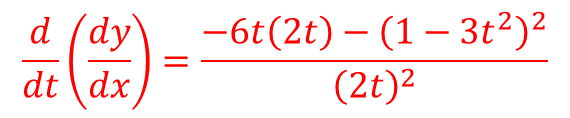 d/dt (dy/dx) = (−6t(2t) − (1 − 3t²)²) / (2t)²